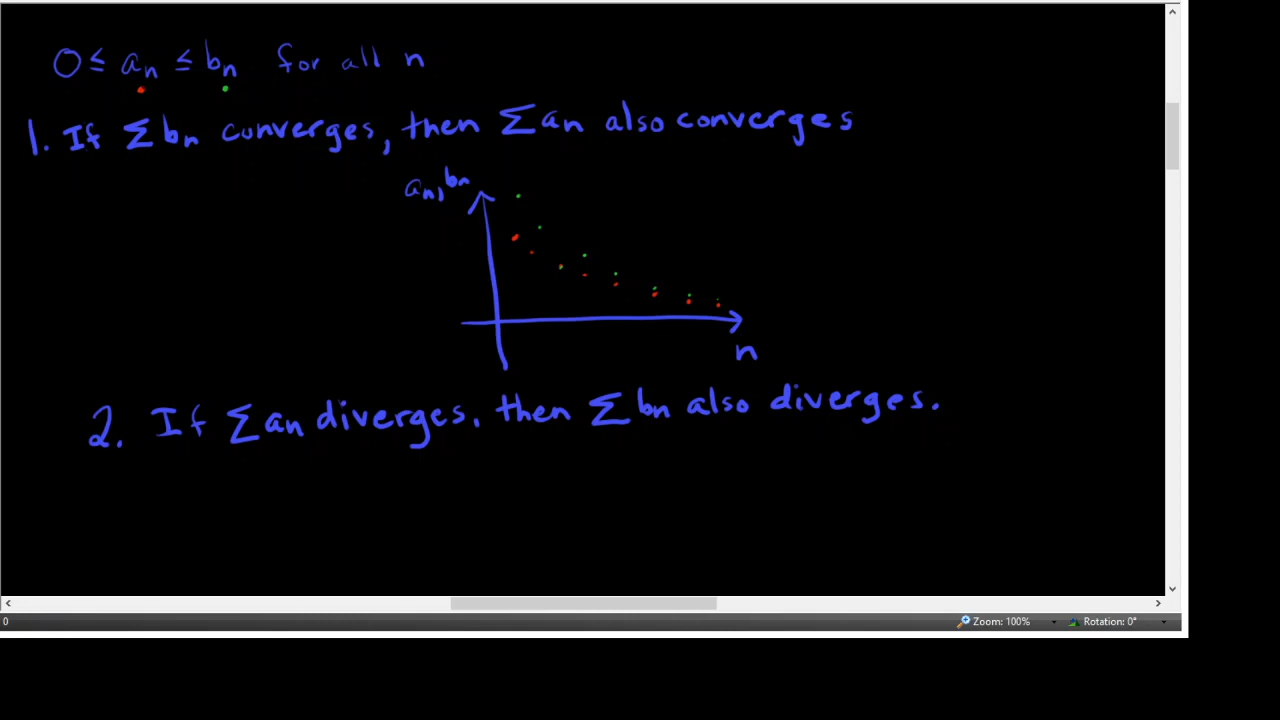 0 ≤ an ≤ bn for all n
1. If Σ bn converges, then Σ an also converges
an, bn
n
2. If Σ an diverges, then Σ bn also diverges.
0
Zoom: 100%
Rotation: 0°